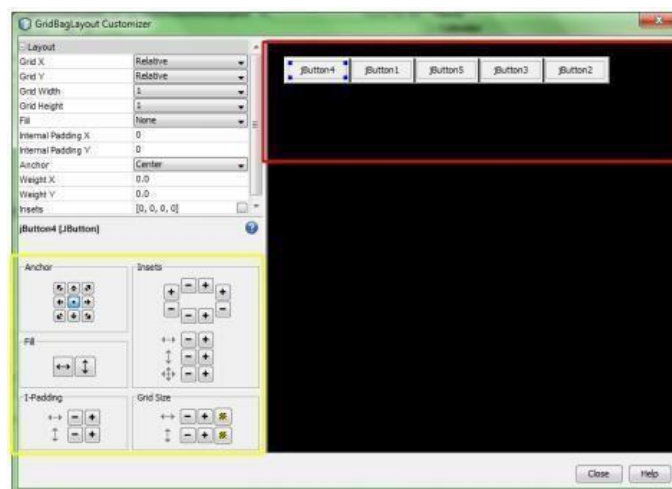 GridBagLayout Customizer
Layout
Grid X Relative
Grid Y Relative
Grid Width 1
Grid Height 1
Fill None
Internal Padding X 0
Internal Padding Y 0
Anchor Center
Weight X 0.0
Weight Y 0.0
Insets [0, 0, 0, 0]
jButton4 [JButton]
Anchor
Insets
Fill
I-Padding
Grid Size
jButton4 jButton1 jButton5 jButton3 jButton2
Close Help